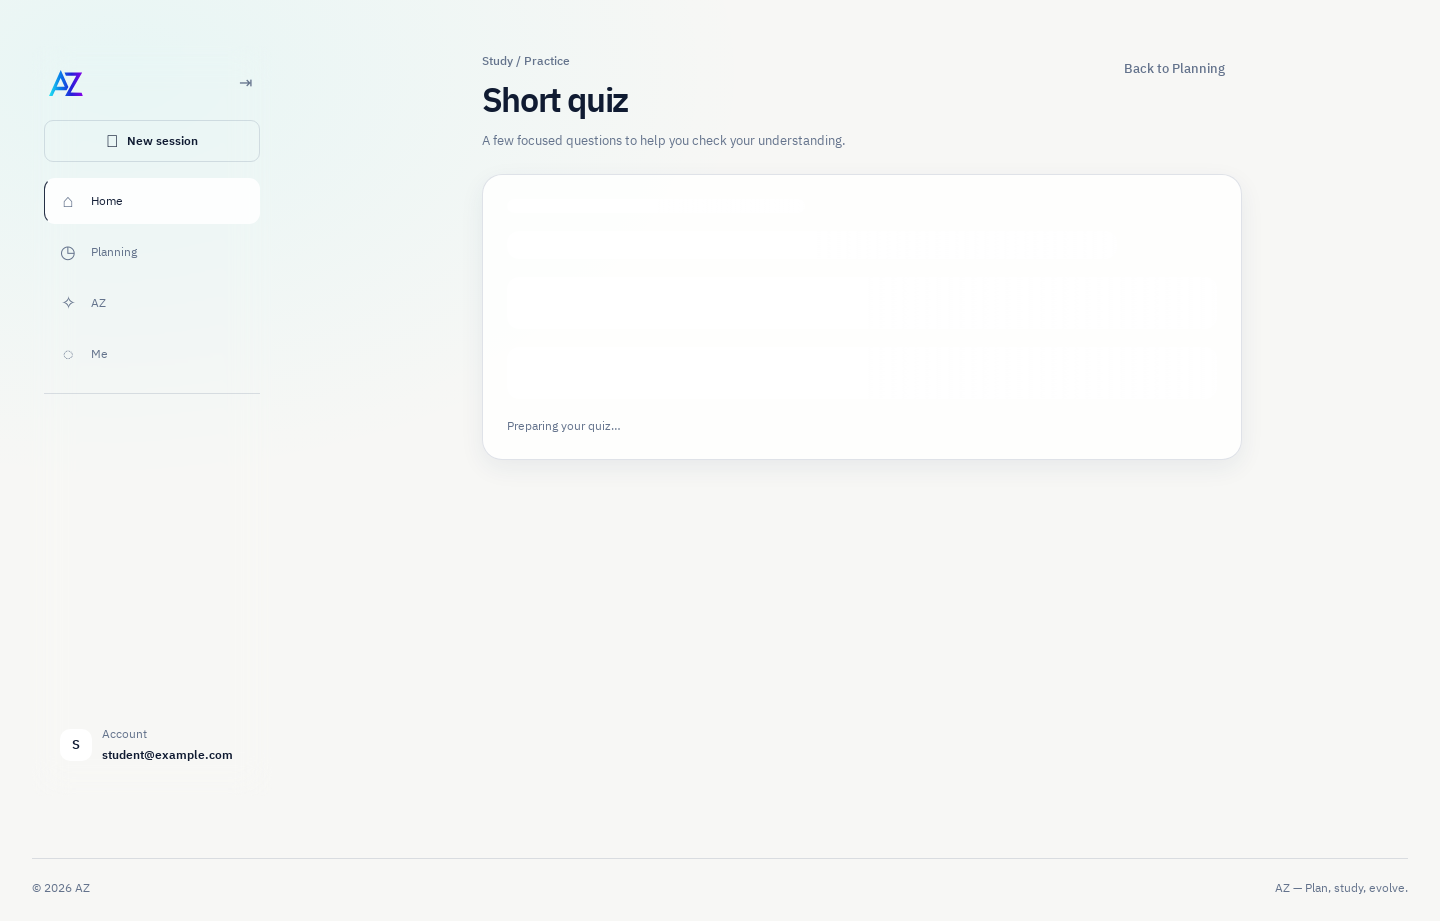 AZ
New session
Home
Planning
AZ
Me
Account
S
student@example.com
Study / Practice
Back to Planning
Short quiz
A few focused questions to help you check your understanding.
Preparing your quiz...
© 2026 AZ
AZ — Plan, study, evolve.